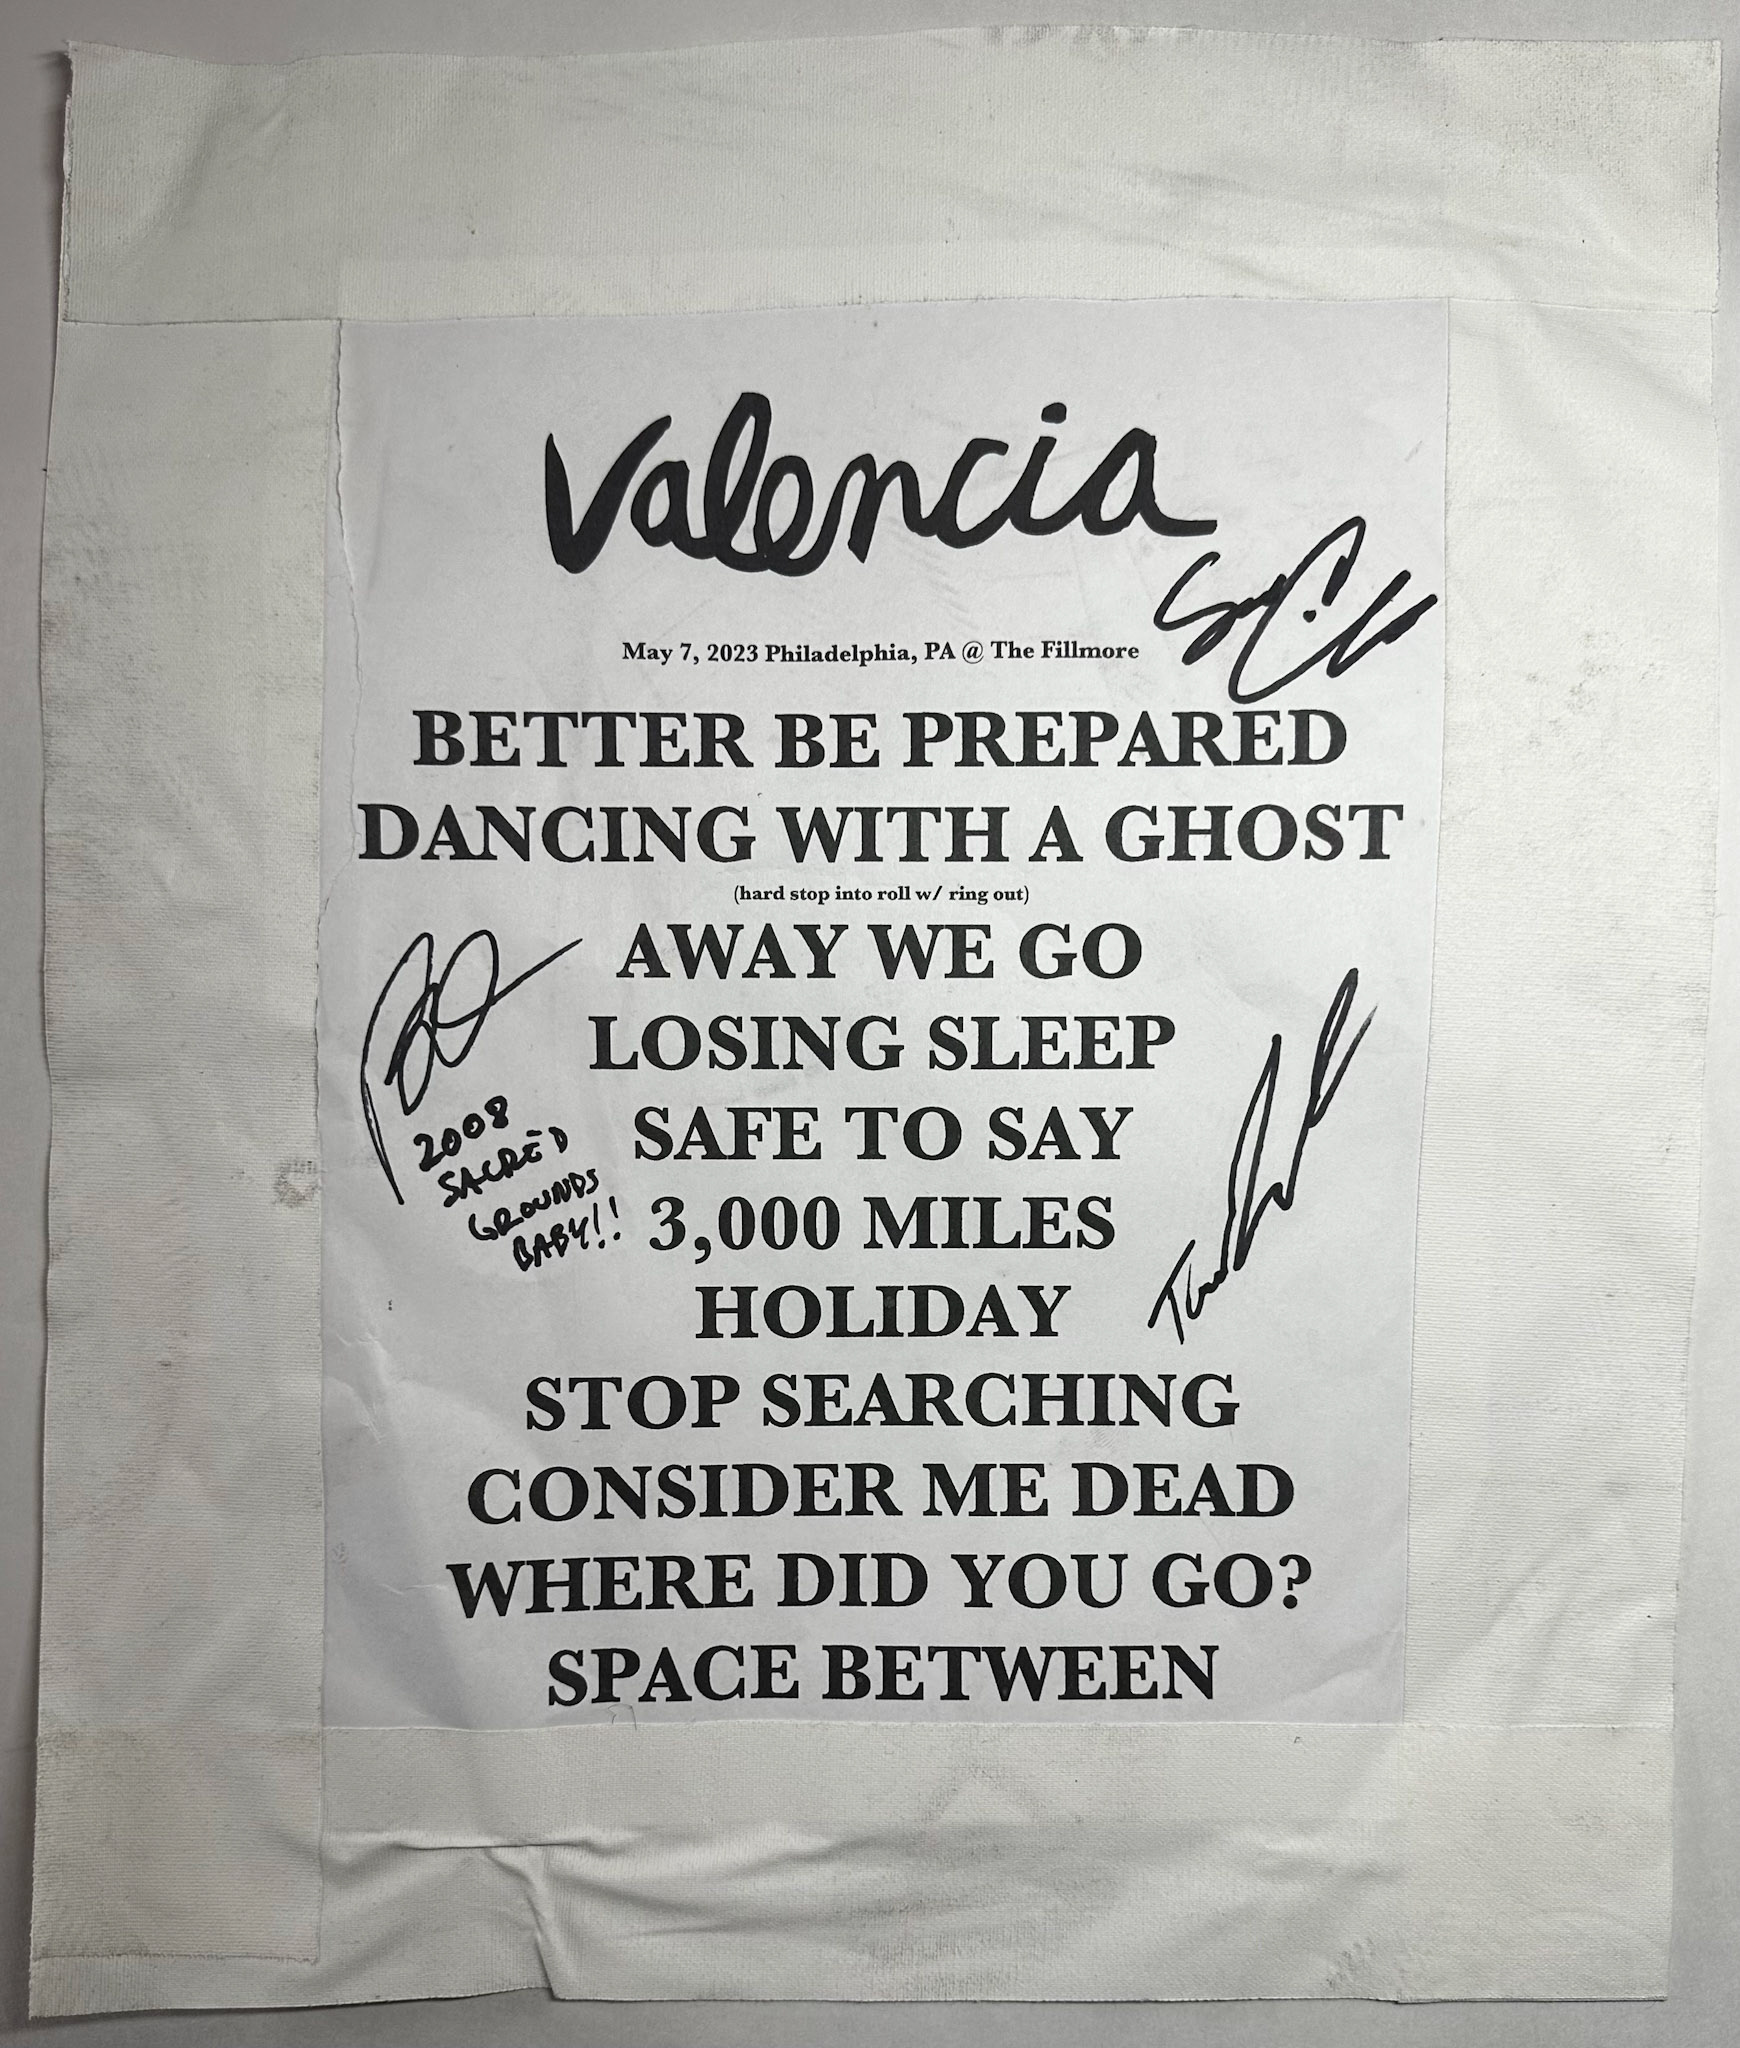 Valencia
May 7, 2023 Philadelphia, PA @ The Fillmore
BETTER BE PREPARED
DANCING WITH A GHOST
(hard stop into roll w/ ring out)
AWAY WE GO
LOSING SLEEP
SAFE TO SAY
3,000 MILES
HOLIDAY
STOP SEARCHING
CONSIDER ME DEAD
WHERE DID YOU GO?
SPACE BETWEEN
2008
SACRED
GROUNDS
BABY!!